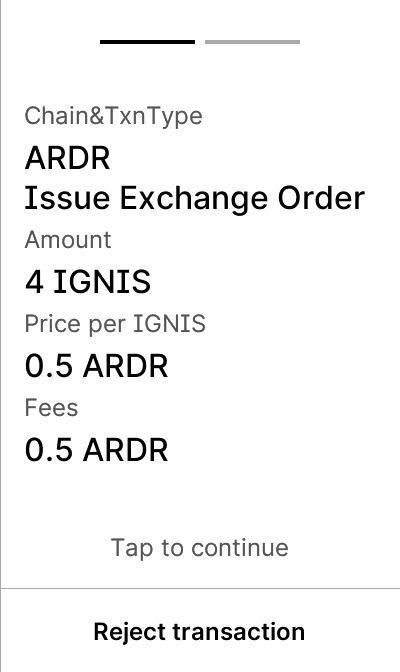 Chain&TxnType
ARDR
Issue Exchange Order
Amount
4 IGNIS
Price per IGNIS
0.5 ARDR
Fees
0.5 ARDR
Tap to continue
Reject transaction